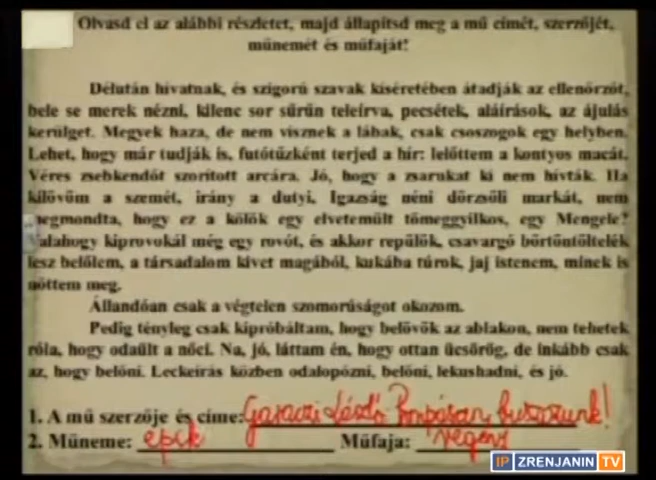 Olvasd el az alábbi részletet, majd állapítsd meg a mű címét, szerzőjét,
műnemét és műfaját!
Délután hívatnak, és szigorú szavak kíséretében átadják az ellenőrzőt,
bele se merek nézni, kilenc sor sűrűn teleírva, pecsétek, aláírások, az ájulás
kerülget. Megyek haza, de nem visznek a lábak, csak csoszogok egy helyben.
Lehet, hogy már tudják is, futótűzként terjed a hír: lelőttem a kontyos macát.
Véres zsebkendőt szorított arcára. Jó, hogy a zsarukat ki nem hívták. Ha
kilövöm a szemét, irány a dutyi. Igazság néni dörzsöli markát, nem
megmondta, hogy ez a kölök egy elvetemült tömeggyilkos, egy Mengele?
Valahogy kiprovokál még egy rovót, és akkor repülök, csavargó börtöntöltelék
lesz belőlem, a társadalom kivet magából, kukába túrok, jaj istenem, minek is
nőttem meg.
Állandóan csak a végtelen szomorúságot okozom.
Pedig tényleg csak kipróbáltam, hogy belövök az ablakon, nem tehetek
róla, hogy odaült a nőci. Na, jó, láttam én, hogy ottan ücsörög, de inkább csak
az, hogy belőni. Leckeírás közben odalopózni, belőni, lekushadni, és jó.
1. A mű szerzője és címe: Garaczi László Pompásan buszozunk!
2. Műneme: epik Műfaja: regény
IP ZRENJANIN TV